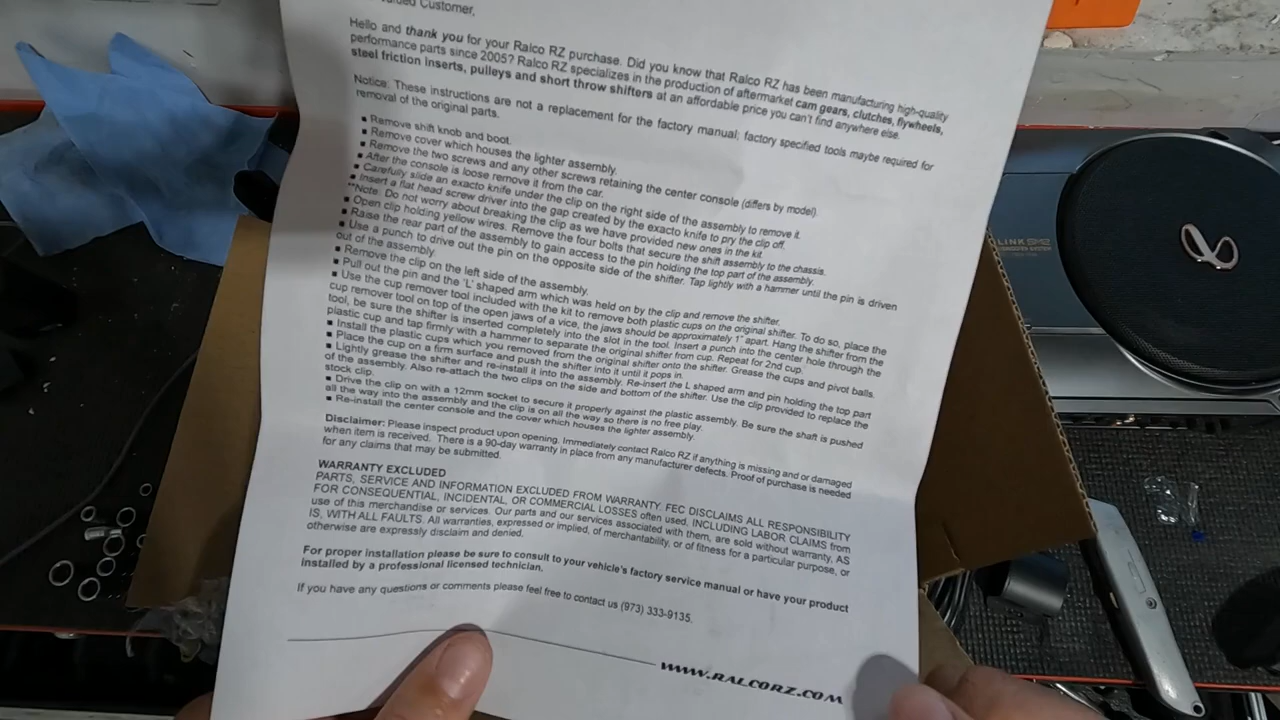 Customer,
Hello and thank you for your Ralco RZ purchase. Did you know that Ralco RZ has been manufacturing high-quality
performance parts since 2005? Ralco RZ specializes in the production of aftermarket cam gears, clutches, flywheels,
steel friction inserts, pulleys and short throw shifters at an affordable price you can't find anywhere else.
Notice: These instructions are not a replacement for the factory manual; factory specified tools maybe required for
removal of the original parts.
▪ Remove shift knob and boot.
▪ Remove cover which houses the lighter assembly.
▪ Remove the two screws and any other screws retaining the center console (differs by model).
▪ After the console is loose remove it from the car.
▪ Carefully slide an exacto knife under the clip on the right side of the assembly to remove it.
▪ Insert a flat head screw driver into the gap created by the exacto knife to pry the clip off.
**Note: Do not worry about breaking the clip as we have provided new ones in the kit.
▪ Open clip holding yellow wires. Remove the four bolts that secure the shift assembly to the chassis.
▪ Raise the rear part of the assembly to gain access to the pin holding the top part of the assembly.
▪ Use a punch to drive out the pin on the opposite side of the shifter. Tap lightly with a hammer until the pin is driven
out of the assembly.
▪ Remove the clip on the left side of the assembly.
▪ Pull out the pin and the 'L' shaped arm which was held on by the clip and remove the shifter.
▪ Use the cup remover tool included with the kit to remove both plastic cups on the original shifter. To do so, place the
cup remover tool on top of the open jaws of a vice, the jaws should be approximately 1" apart. Hang the shifter from the
tool, be sure the shifter is inserted completely into the slot in the tool. Insert a punch into the center hole through the
plastic cup and tap firmly with a hammer to separate the original shifter from cup. Repeat for 2nd cup.
▪ Install the plastic cups which you removed from the original shifter onto the shifter. Grease the cups and pivot balls.
▪ Place the cup on a firm surface and push the shifter into it until it pops in.
▪ Lightly grease the shifter and re-install it into the assembly. Re-insert the L shaped arm and pin holding the top part
of the assembly. Also re-attach the two clips on the side and bottom of the shifter. Use the clip provided to replace the
stock clip.
▪ Drive the clip on with a 12mm socket to secure it properly against the plastic assembly. Be sure the shaft is pushed
all the way into the assembly and the clip is on all the way so there is no free play.
▪ Re-install the center console and the cover which houses the lighter assembly.
Disclaimer: Please inspect product upon opening. Immediately contact Ralco RZ if anything is missing and or damaged
when item is received. There is a 90-day warranty in place from any manufacturer defects. Proof of purchase is needed
for any claims that may be submitted.
WARRANTY EXCLUDED
PARTS, SERVICE AND INFORMATION EXCLUDED FROM WARRANTY. FEC DISCLAIMS ALL RESPONSIBILITY
FOR CONSEQUENTIAL, INCIDENTAL, OR COMMERCIAL LOSSES often used, INCLUDING LABOR CLAIMS from
use of this merchandise or services. Our parts and our services associated with them, are sold without warranty, AS
IS, WITH ALL FAULTS. All warranties, expressed or implied, of merchantability, or of fitness for a particular purpose, or
otherwise are expressly disclaim and denied.
For proper installation please be sure to consult to your vehicle's factory service manual or have your product
installed by a professional licensed technician.
If you have any questions or comments please feel free to contact us (973) 333-9135.
WWW.RALCORZ.COM
LINK